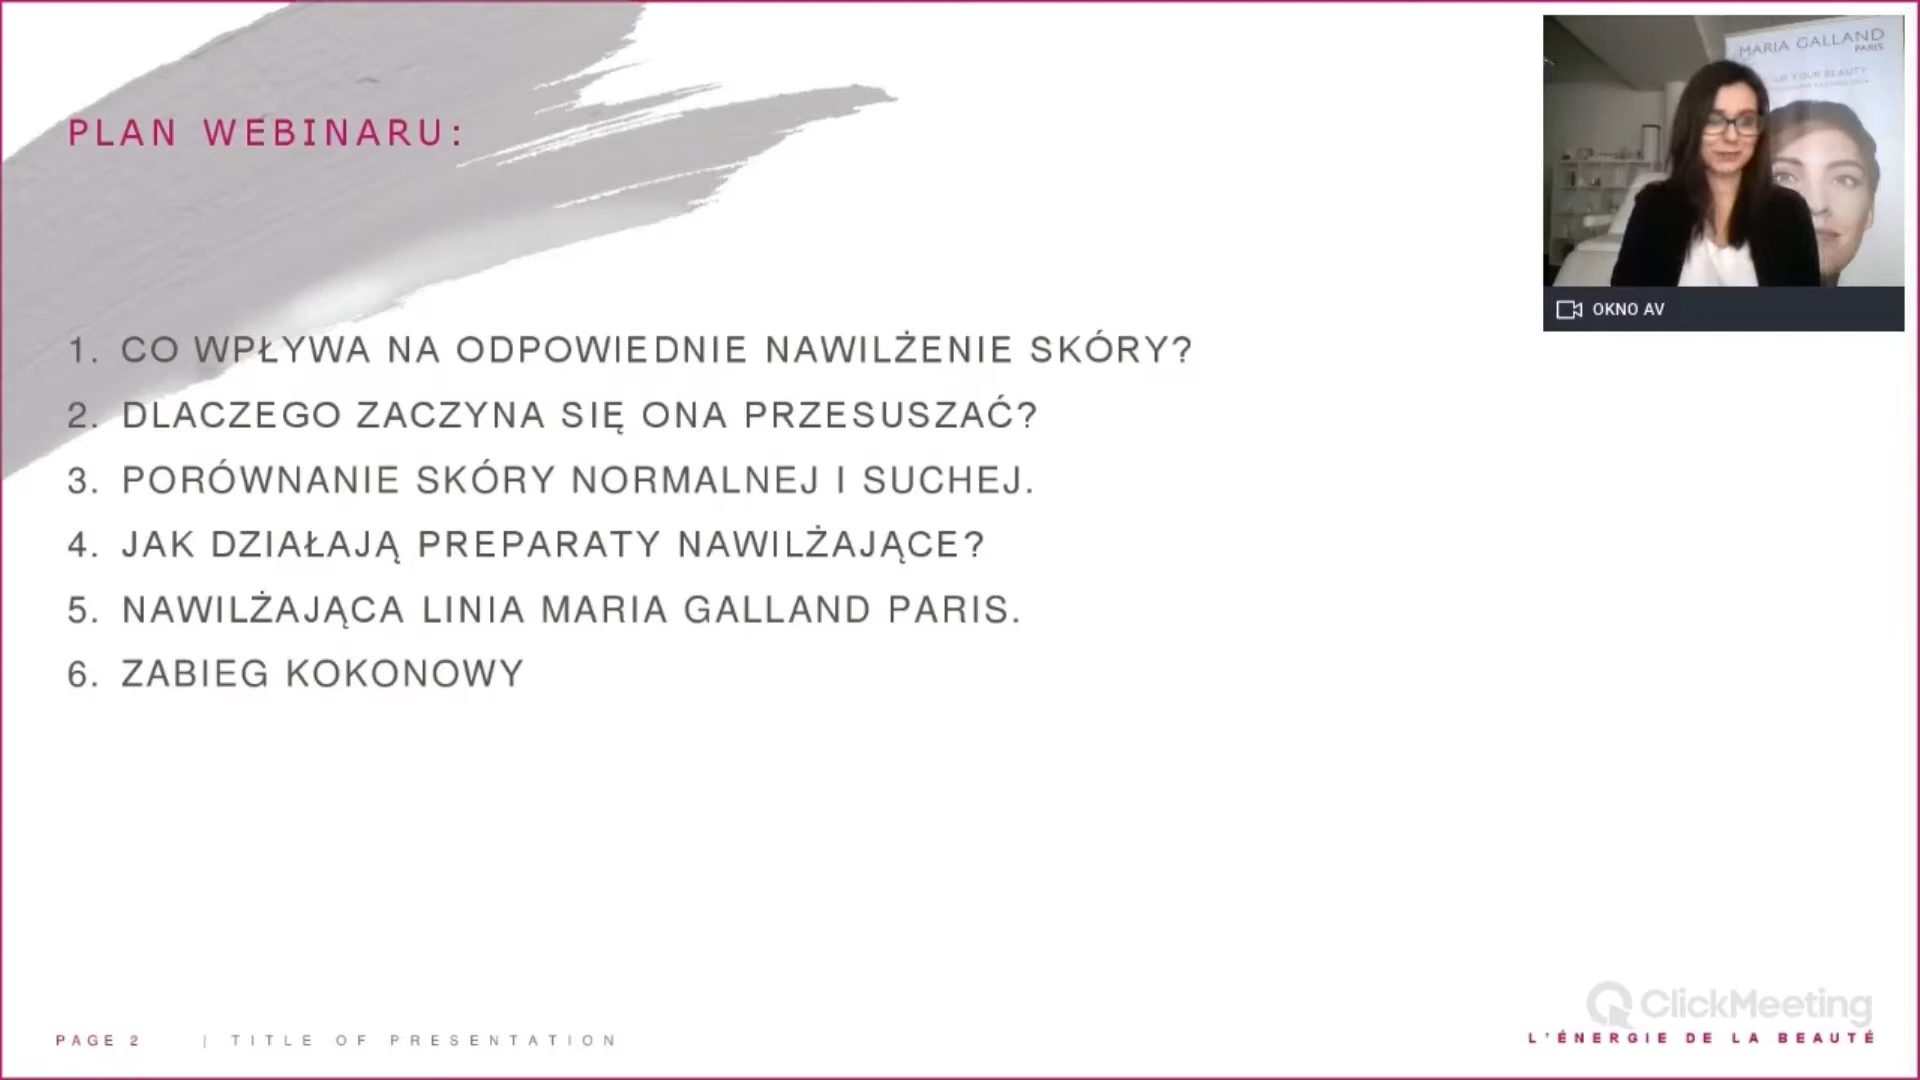 MARIA GALLAND
PARIS
YOUR BEAUTY
OKNO AV
PLAN WEBINARU:
1. CO WPŁYWA NA ODPOWIEDNIE NAWILŻENIE SKÓRY?
2. DLACZEGO ZACZYNA SIĘ ONA PRZESUSZAĆ?
3. PORÓWNANIE SKÓRY NORMALNEJ I SUCHEJ.
4. JAK DZIAŁAJĄ PREPARATY NAWILŻAJĄCE?
5. NAWILŻAJĄCA LINIA MARIA GALLAND PARIS.
6. ZABIEG KOKONOWY
ClickMeeting
PAGE 2 | TITLE OF PRESENTATION
L'ÉNERGIE DE LA BEAUTÉ